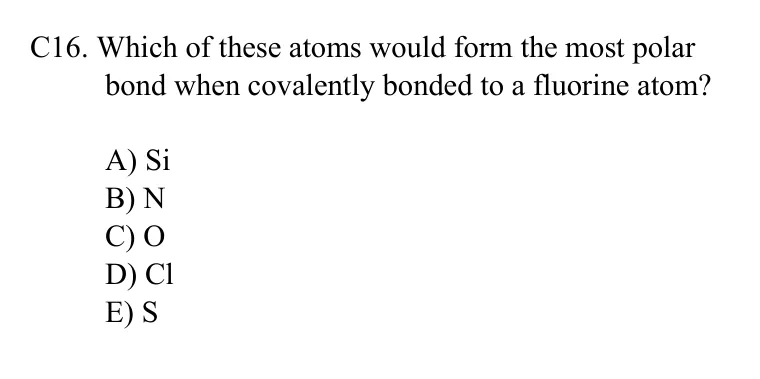 C16. Which of these atoms would form the most polar
bond when covalently bonded to a fluorine atom?
A) Si
B) N
C) O
D) Cl
E) S